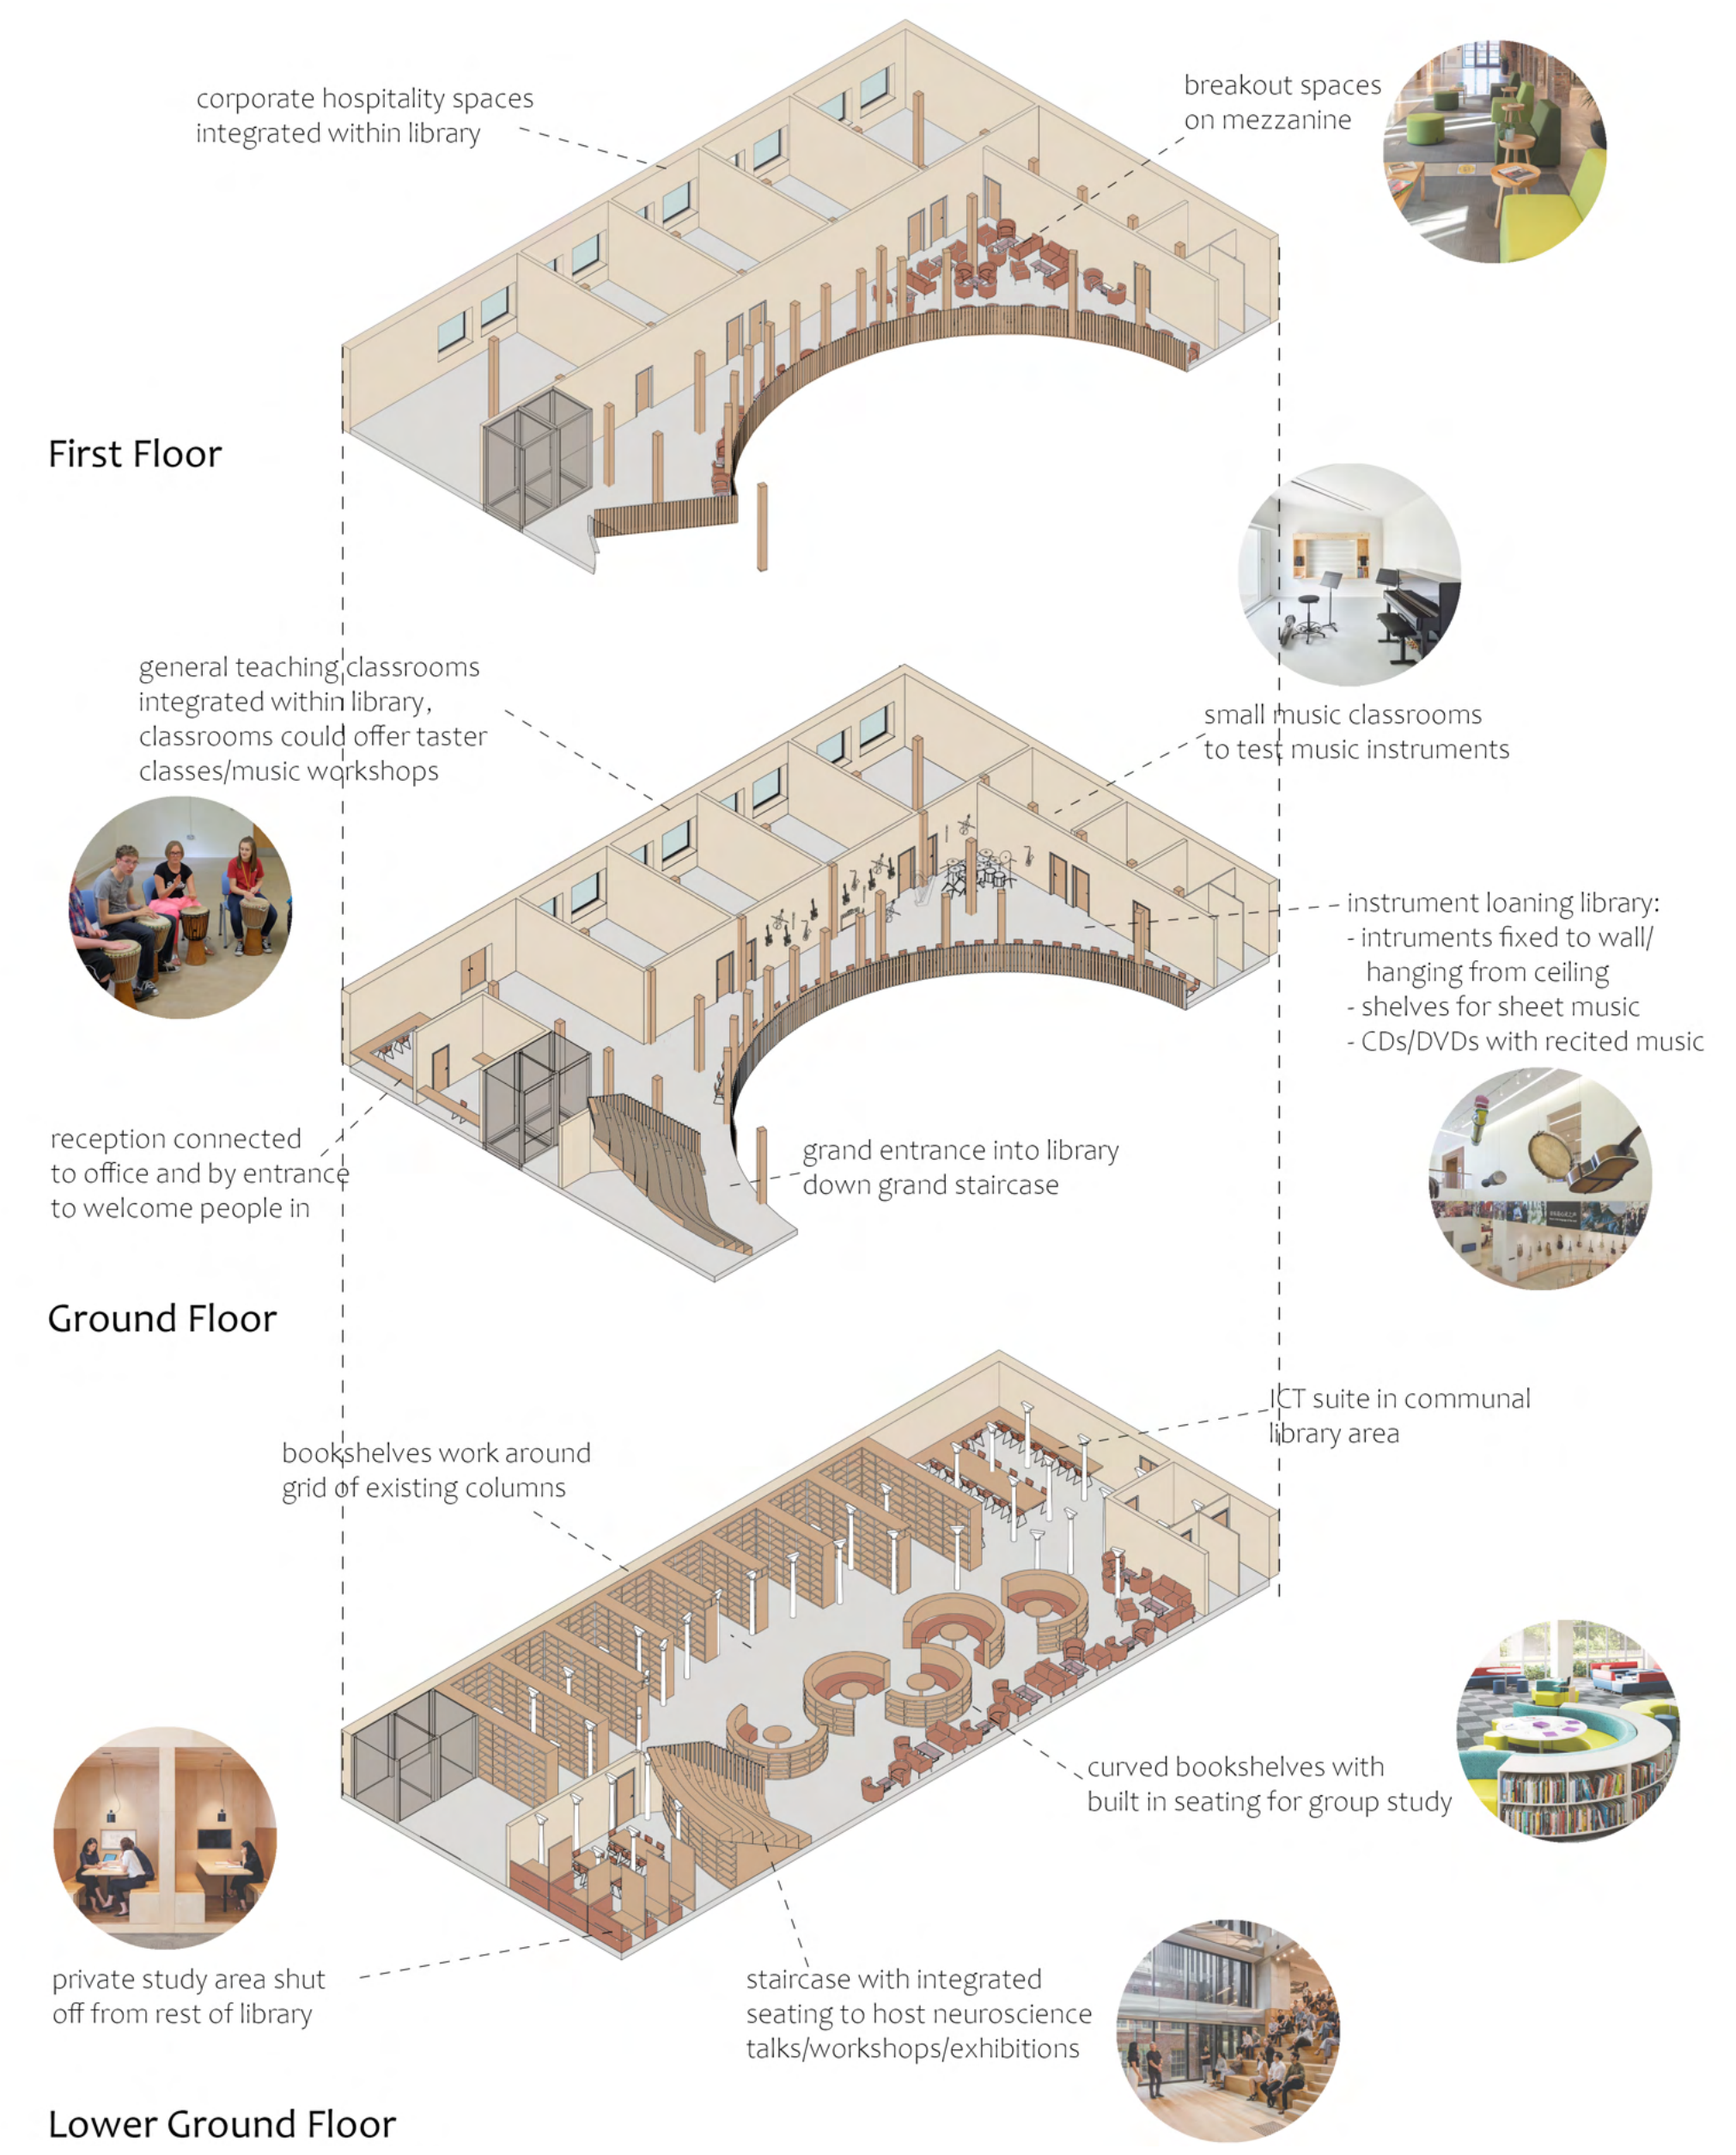 corporate hospitality spaces
integrated within library
breakout spaces
on mezzanine
First Floor
general teaching classrooms
integrated within library,
classrooms could offer taster
classes/music workshops
small music classrooms
to test music instruments
instrument loaning library:
- intruments fixed to wall/
hanging from ceiling
- shelves for sheet music
- CDs/DVDs with recited music
reception connected
to office and by entrance
to welcome people in
grand entrance into library
down grand staircase
Ground Floor
ICT suite in communal
library area
bookshelves work around
grid of existing columns
curved bookshelves with
built in seating for group study
private study area shut
off from rest of library
staircase with integrated
seating to host neuroscience
talks/workshops/exhibitions
Lower Ground Floor